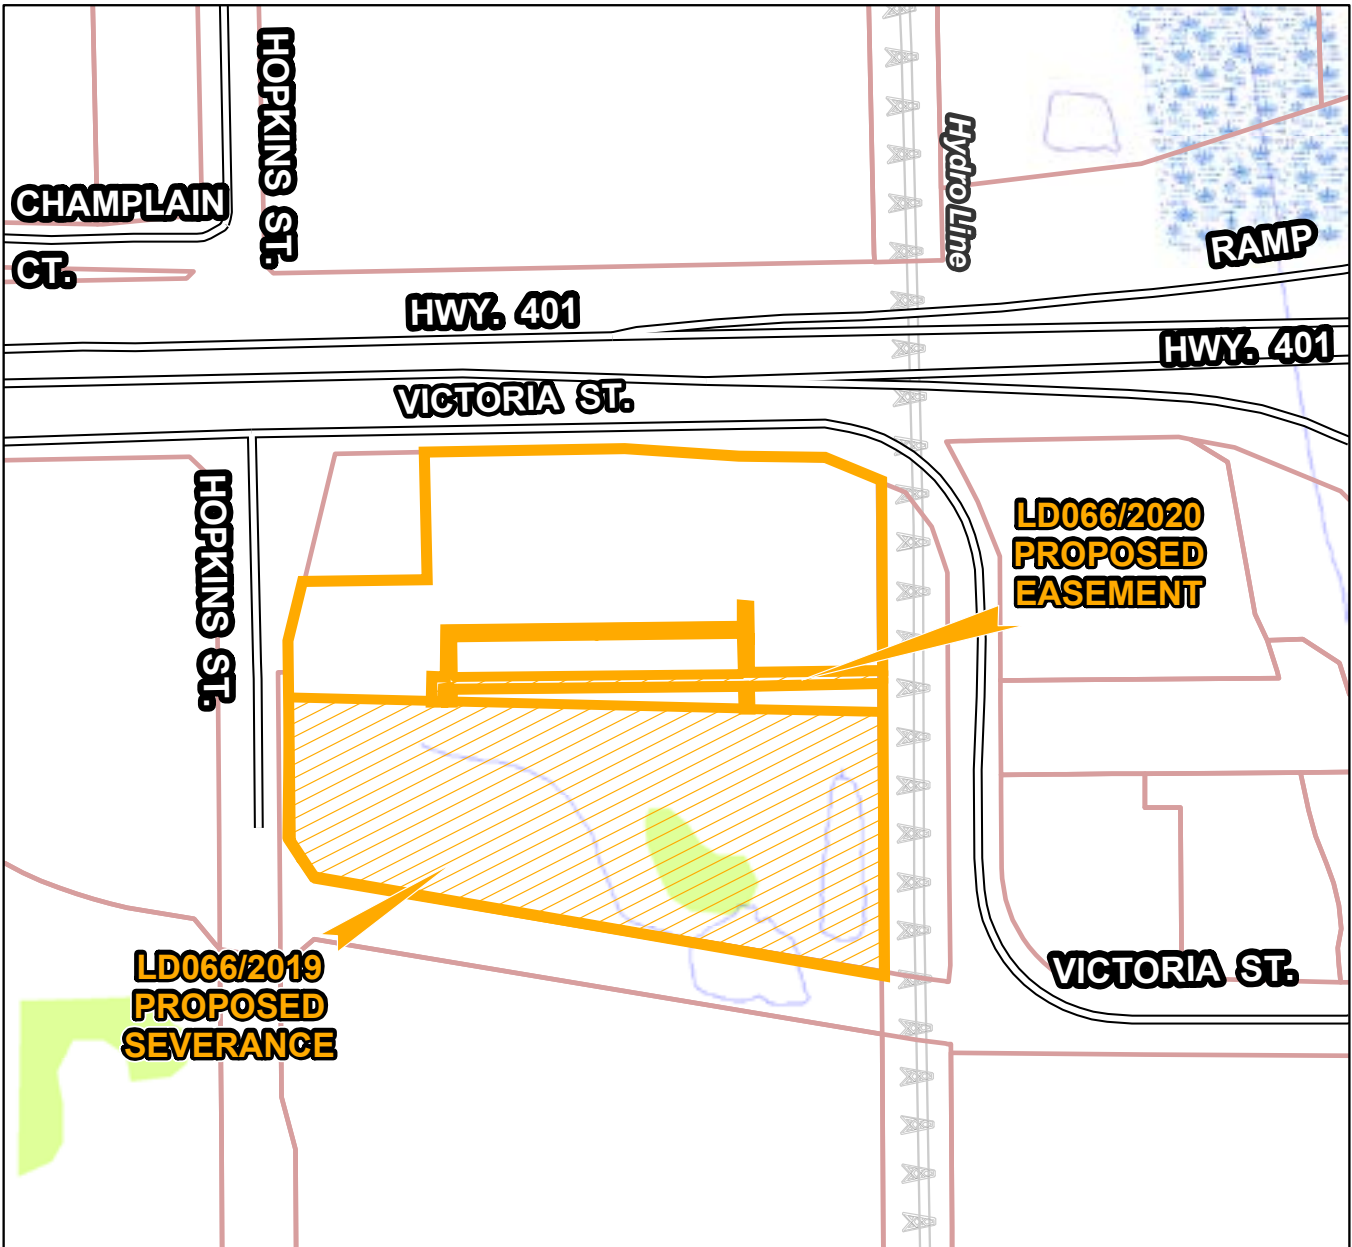 HOPKINS ST.
Hydro Line
CHAMPLAIN
CT.
RAMP
HWY. 401
HWY. 401
VICTORIA ST.
HOPKINS ST.
LD066/2020
PROPOSED
EASEMENT
LD066/2019
PROPOSED
SEVERANCE
VICTORIA ST.